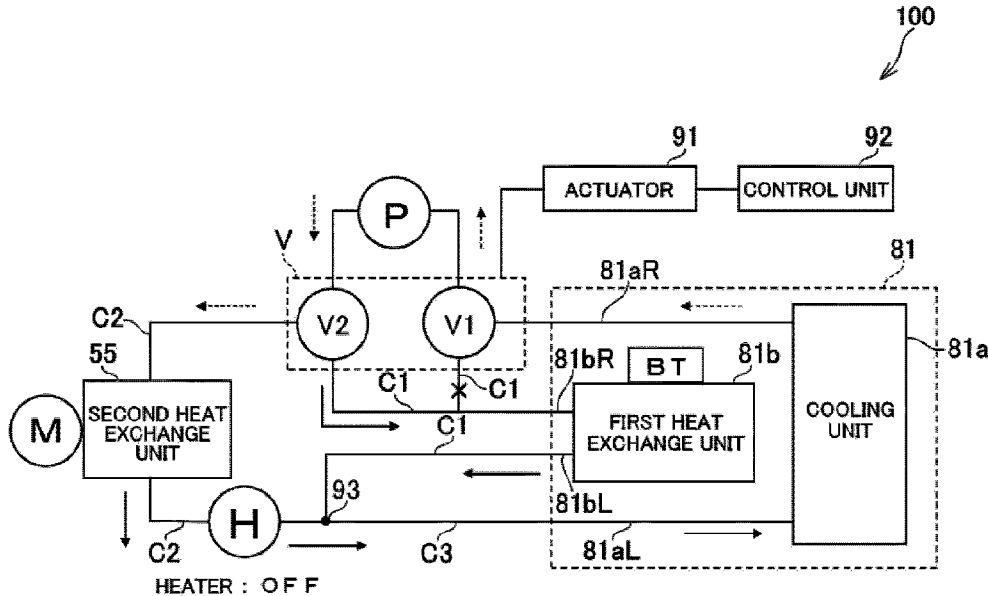 100
91
92
ACTUATOR
CONTROL UNIT
P
V
81aR
81
C2
V2
V1
81a
55
C1
C1
81bR
BT
81b
M
SECOND HEAT
EXCHANGE
UNIT
C1
FIRST HEAT
EXCHANGE UNIT
COOLING
UNIT
93
81bL
C2
H
C3
81aL
HEATER : OFF